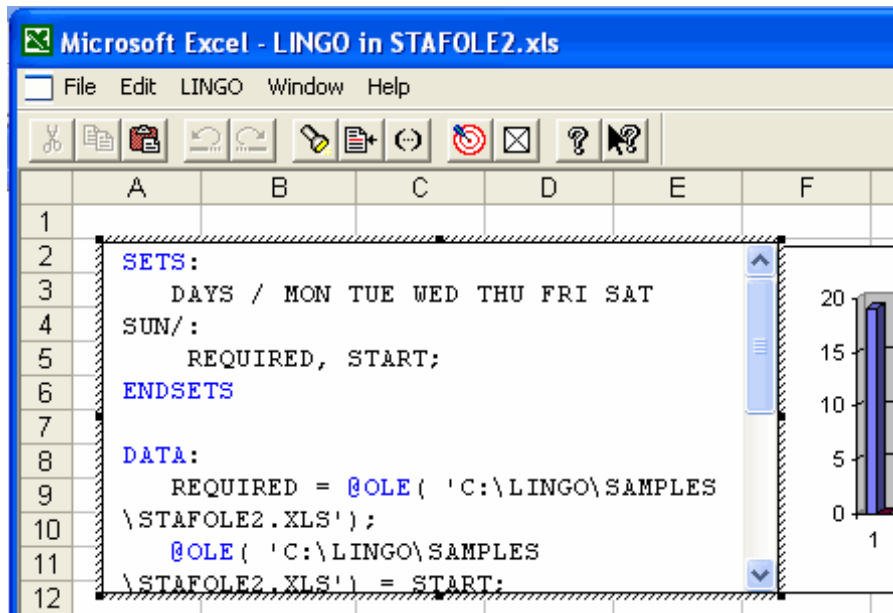 Microsoft Excel - LINGO in STAFOLE2.xls
File Edit LINGO Window Help
A B C D E F
1
2
3
4
5
6
7
8
9
10
11
12
SETS:
DAYS / MON TUE WED THU FRI SAT
SUN/:
REQUIRED, START;
ENDSETS
DATA:
REQUIRED = @OLE( 'C:\LINGO\SAMPLES
\STAFOLE2.XLS');
@OLE( 'C:\LINGO\SAMPLES
\STAFOLE2.XLS') = START;
20
15
10
5
0
1